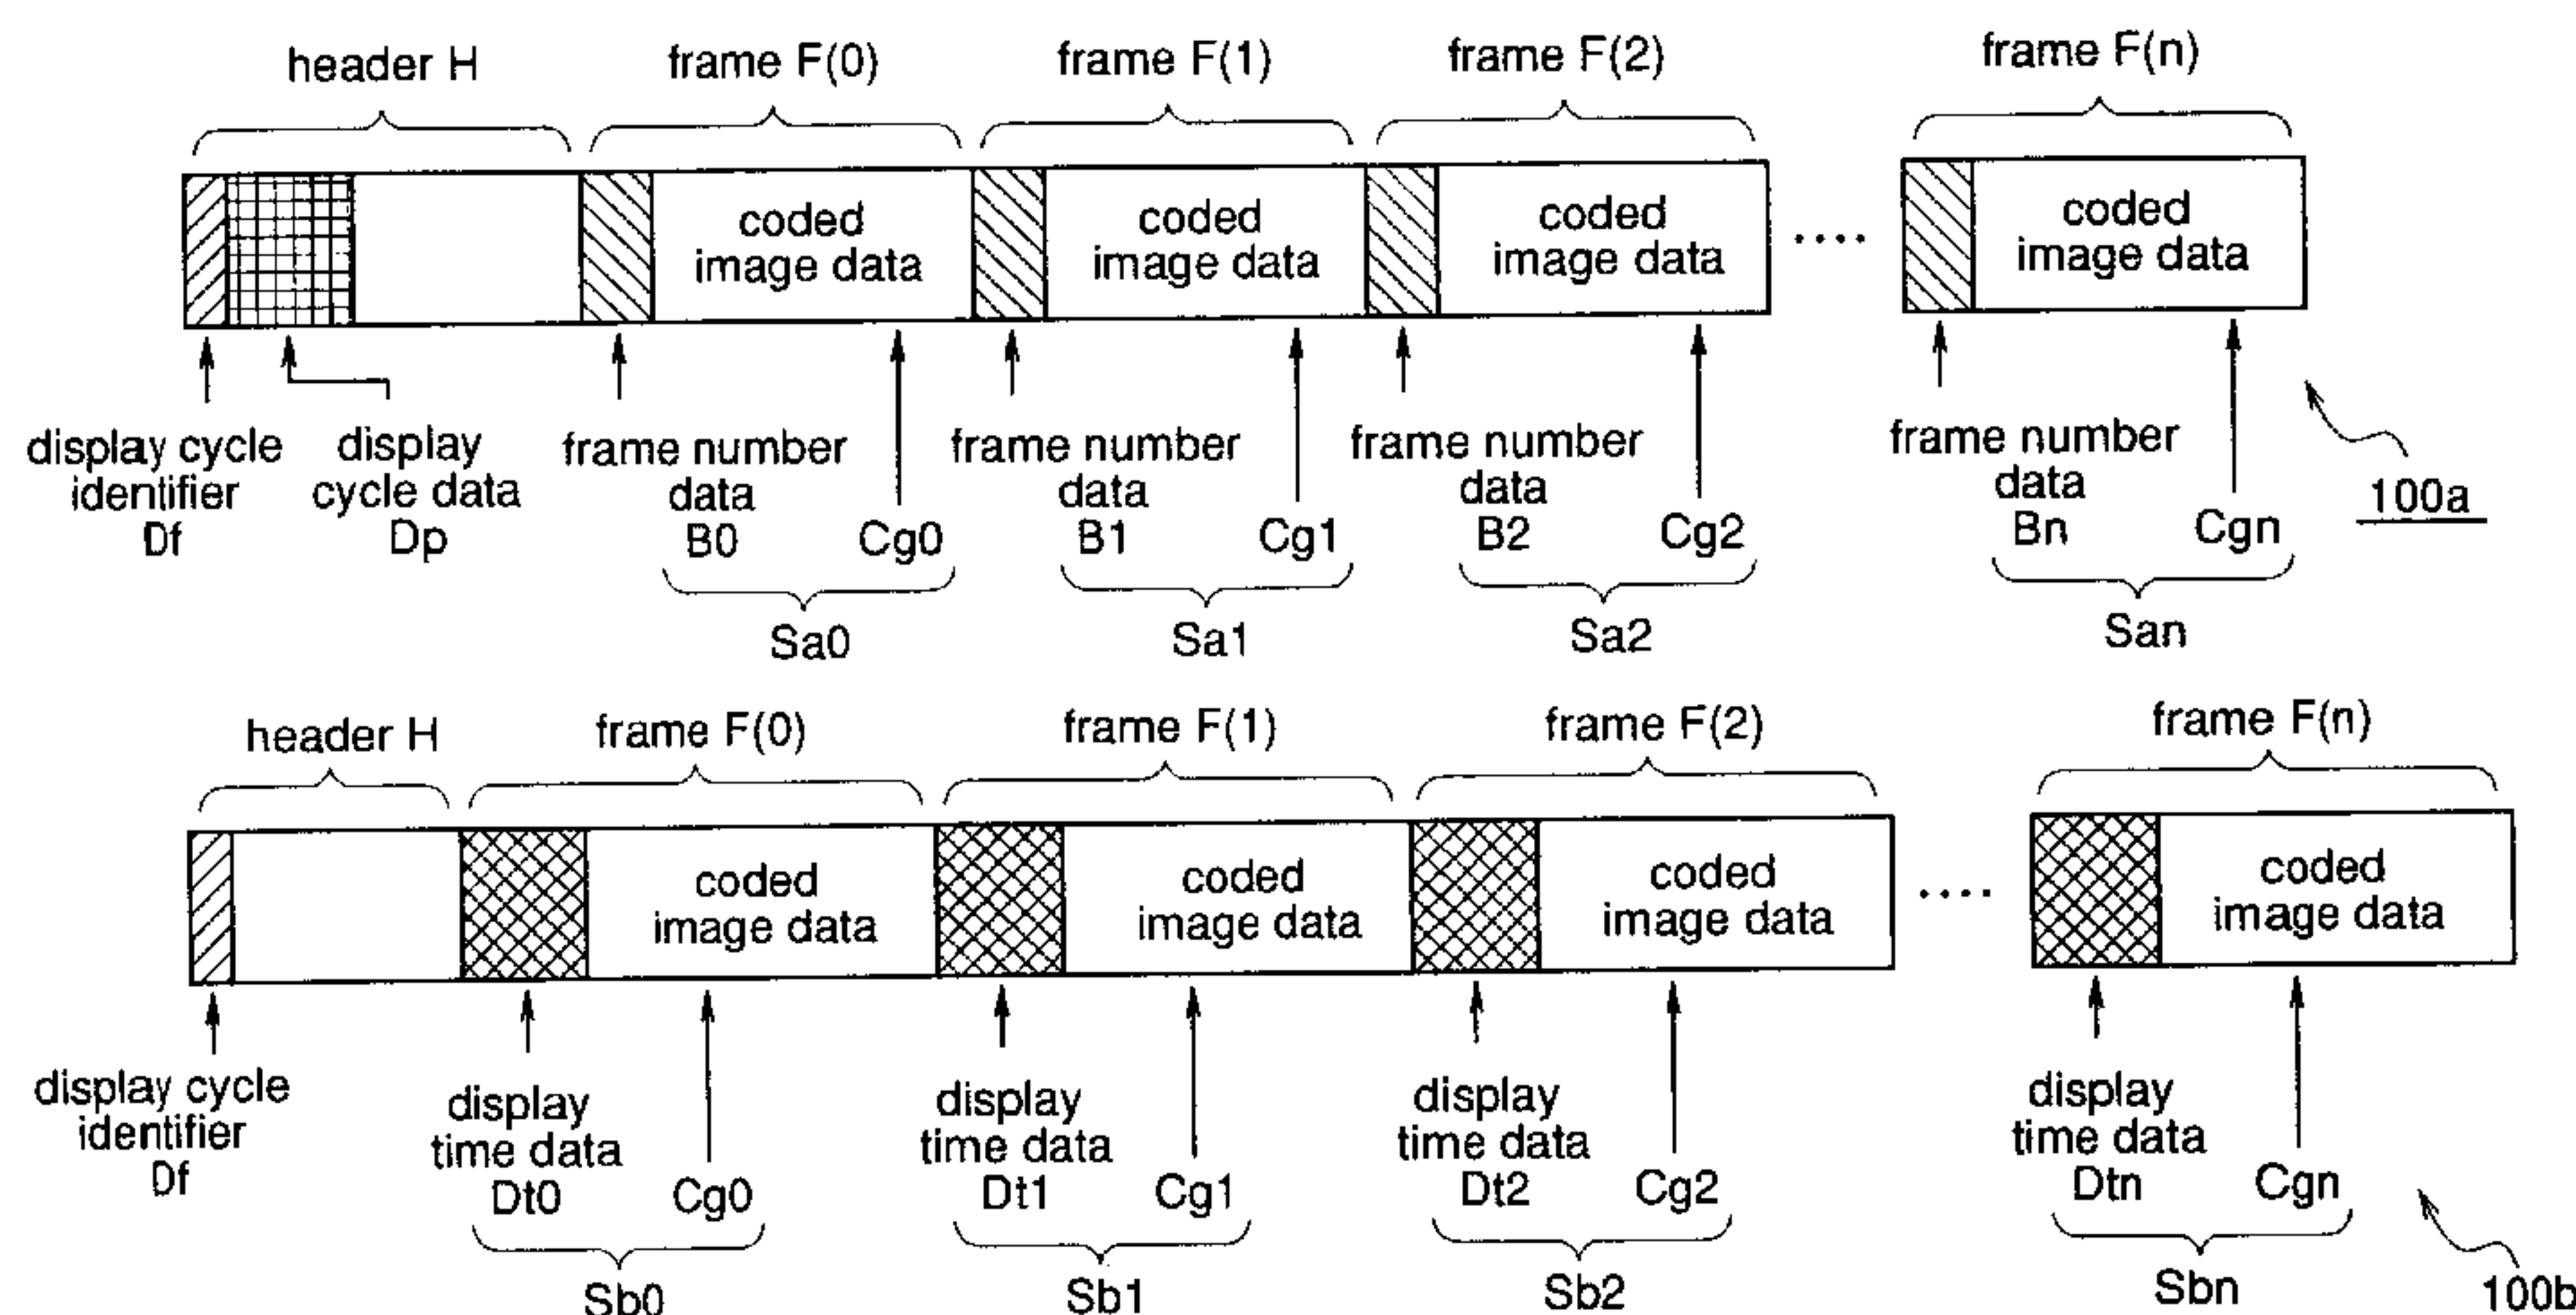 header H
frame F(0)
frame F(1)
frame F(2)
frame F(n)
coded
image data
coded
image data
coded
image data
coded
image data
display cycle
identifier
Df
display
cycle data
Dp
frame number
data
B0
Cg0
Sa0
frame number
data
B1
Cg1
Sa1
frame number
data
B2
Cg2
Sa2
frame number
data
Bn
Cgn
San
100a
header H
frame F(0)
frame F(1)
frame F(2)
frame F(n)
coded
image data
coded
image data
coded
image data
coded
image data
display cycle
identifier
Df
display
time data
Dt0
Cg0
Sb0
display
time data
Dt1
Cg1
Sb1
display
time data
Dt2
Cg2
Sb2
display
time data
Dtn
Cgn
Sbn
100b